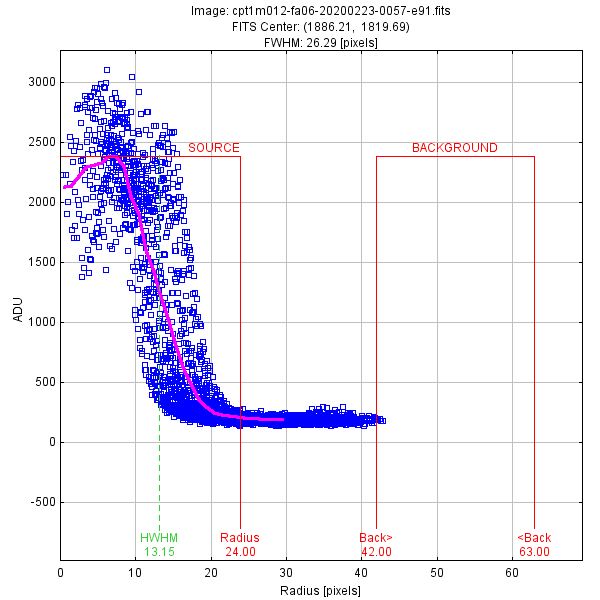 Image: cpt1m012-fa06-20200223-0057-e91.fits
FITS Center: (1886.21, 1819.69)
FWHM: 26.29 [pixels]
3000
2500
2000
1500
1000
500
0
-500
ADU
SOURCE
BACKGROUND
HWHM
13.15
Radius
24.00
Back>
42.00
<Back
63.00
0 10 20 30 40 50 60
Radius [pixels]